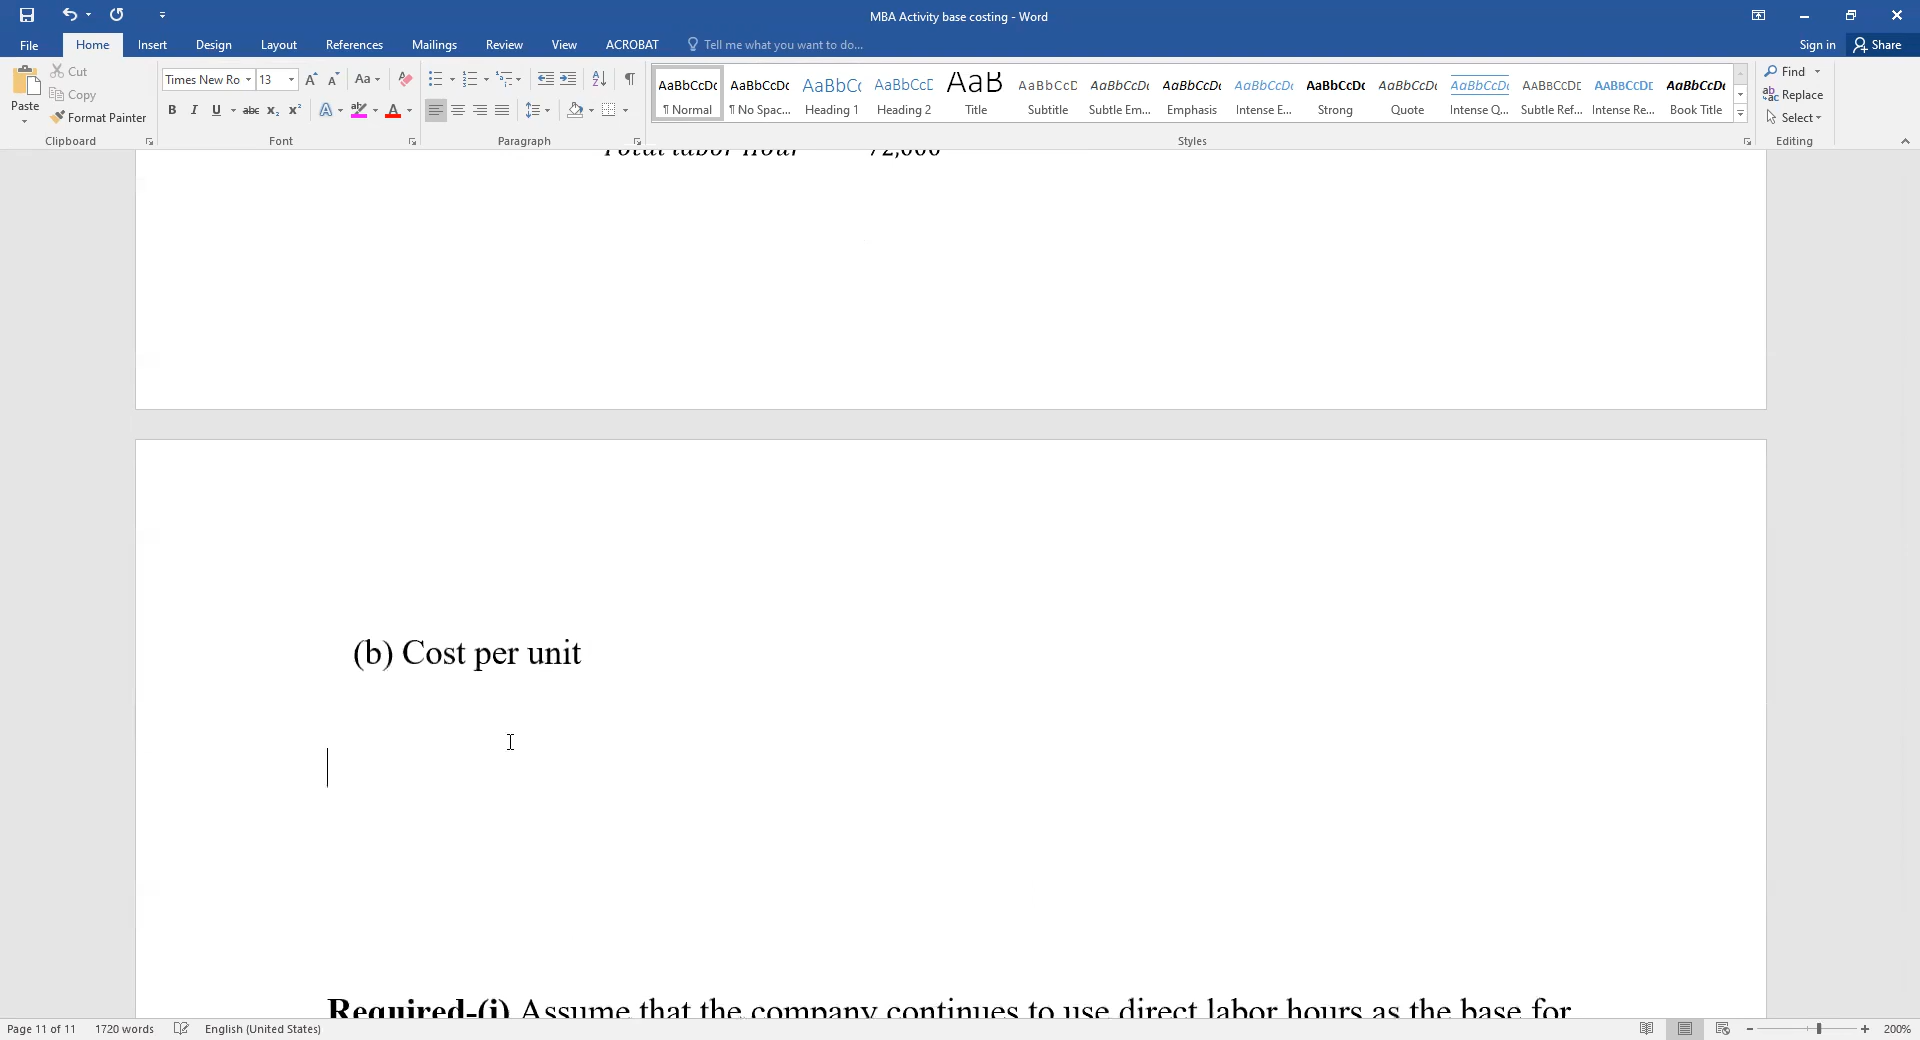 MBA Activity base costing - Word
File Home Insert Design Layout References Mailings Review View ACROBAT Tell me what you want to do... Sign in Share
Paste Cut Copy Format Painter
Times New Ro 13
AaBbCcDc AaBbCcDc AaBbCc AaBbCcD AaB AaBbCcD AaBbCcDc AaBbCcDc AaBbCcDc AaBbCcDc AaBbCcDc AaBbCcDc AABBCCDD AABBCCDD AaBbCcDc
¶ Normal ¶ No Spac... Heading 1 Heading 2 Title Subtitle Subtle Em... Emphasis Intense E... Strong Quote Intense Q... Subtle Ref... Intense Re... Book Title
Find Replace Select
Clipboard Font Paragraph Styles Editing
Total labor hour 72,000
(b) Cost per unit
Required-(i) Assume that the company continues to use direct labor hours as the base for
Page 11 of 11 1720 words English (United States) 200%